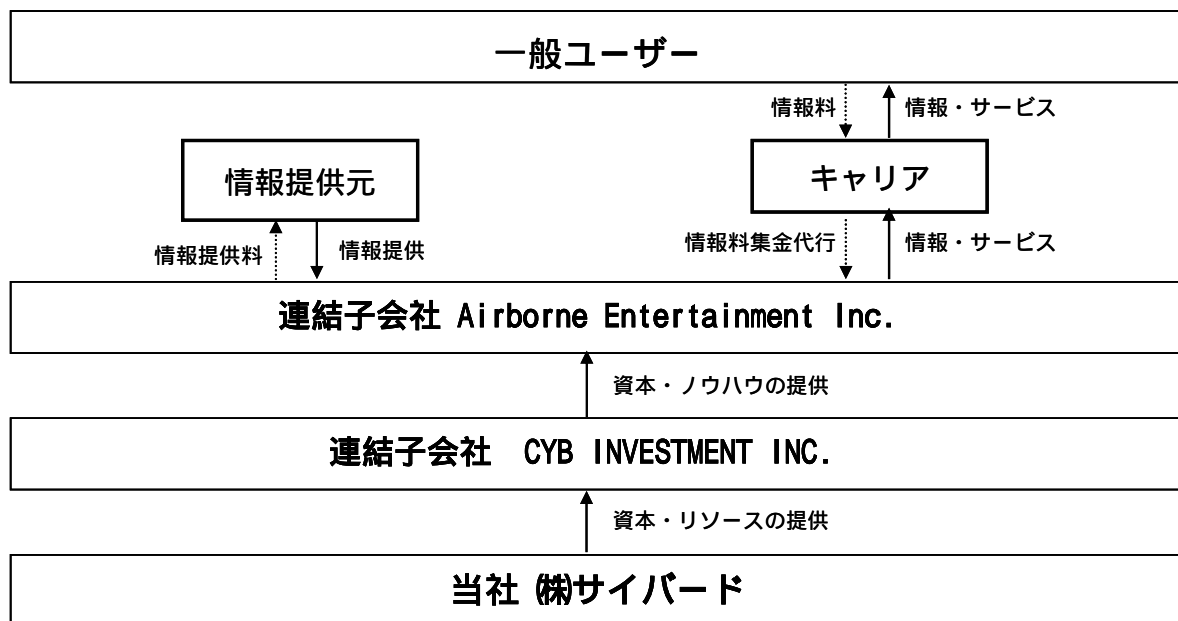 一般ユーザー
情報料
情報・サービス
情報提供元
キャリア
情報提供料
情報提供
情報料集金代行
情報・サービス
連結子会社 Airborne Entertainment Inc.
資本・ノウハウの提供
連結子会社 CYB INVESTMENT INC.
資本・リソースの提供
当社 ㈱サイバード